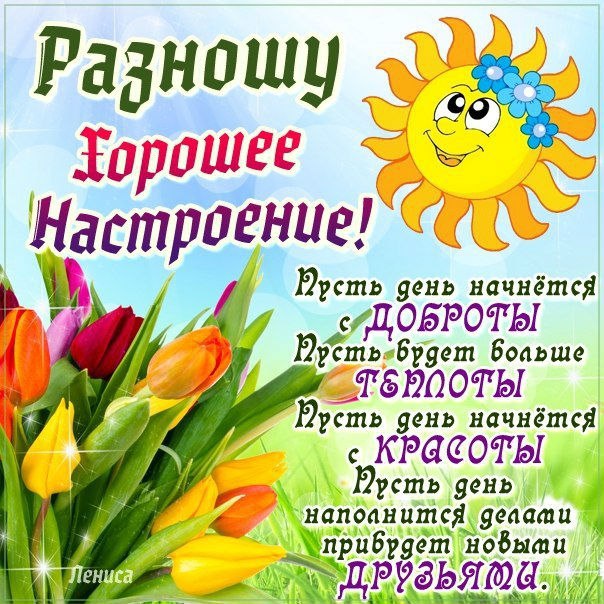 Разношу
Хорошее
Настроение!
Пусть день начнётся
с ДОБРОТЫ
Пусть будет больше
ТЕПЛОТЫ
Пусть день начнётся
с КРАСОТЫ
Пусть день
наполнится делами
прибудет новыми
ДРУЗЬЯМИ.
Лениса